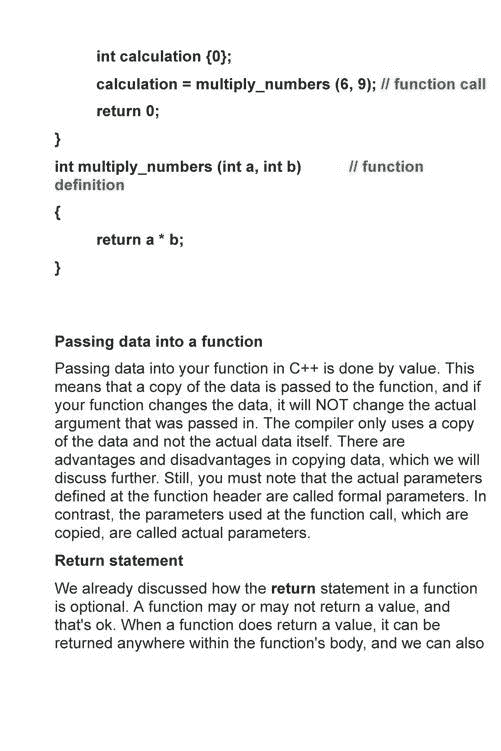 int calculation {0};
calculation = multiply_numbers (6, 9); // function call
return 0;
}
int multiply_numbers (int a, int b) // function
definition
{
return a * b;
}
Passing data into a function
Passing data into your function in C++ is done by value. This
means that a copy of the data is passed to the function, and if
your function changes the data, it will NOT change the actual
argument that was passed in. The compiler only uses a copy
of the data and not the actual data itself. There are
advantages and disadvantages in copying data, which we will
discuss further. Still, you must note that the actual parameters
defined at the function header are called formal parameters. In
contrast, the parameters used at the function call, which are
copied, are called actual parameters.
Return statement
We already discussed how the return statement in a function
is optional. A function may or may not return a value, and
that's ok. When a function does return a value, it can be
returned anywhere within the function's body, and we can also